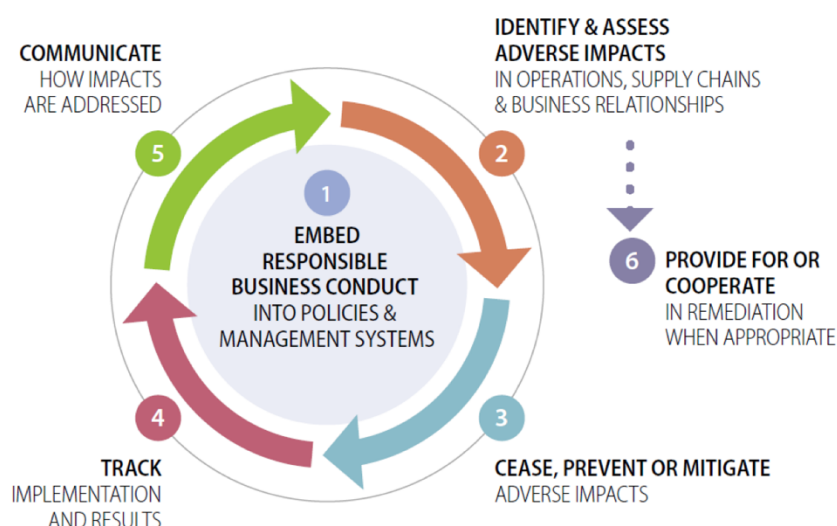 1
EMBED
RESPONSIBLE
BUSINESS CONDUCT
INTO POLICIES &
MANAGEMENT SYSTEMS
2
IDENTIFY & ASSESS
ADVERSE IMPACTS
IN OPERATIONS, SUPPLY CHAINS
& BUSINESS RELATIONSHIPS
3
CEASE, PREVENT OR MITIGATE
ADVERSE IMPACTS
4
TRACK
IMPLEMENTATION
AND RESULTS
5
COMMUNICATE
HOW IMPACTS
ARE ADDRESSED
6
PROVIDE FOR OR
COOPERATE
IN REMEDIATION
WHEN APPROPRIATE